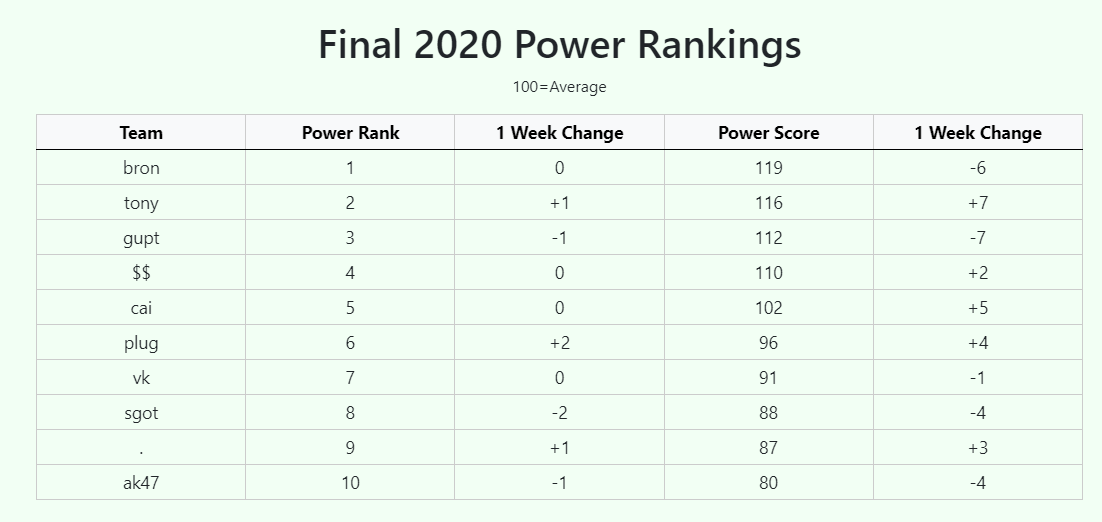 Final 2020 Power Rankings
100=Average
Team Power Rank 1 Week Change Power Score 1 Week Change
bron 1 0 119 -6
tony 2 +1 116 +7
gupt 3 -1 112 -7
$$ 4 0 110 +2
cai 5 0 102 +5
plug 6 +2 96 +4
vk 7 0 91 -1
sgot 8 -2 88 -4
. 9 +1 87 +3
ak47 10 -1 80 -4